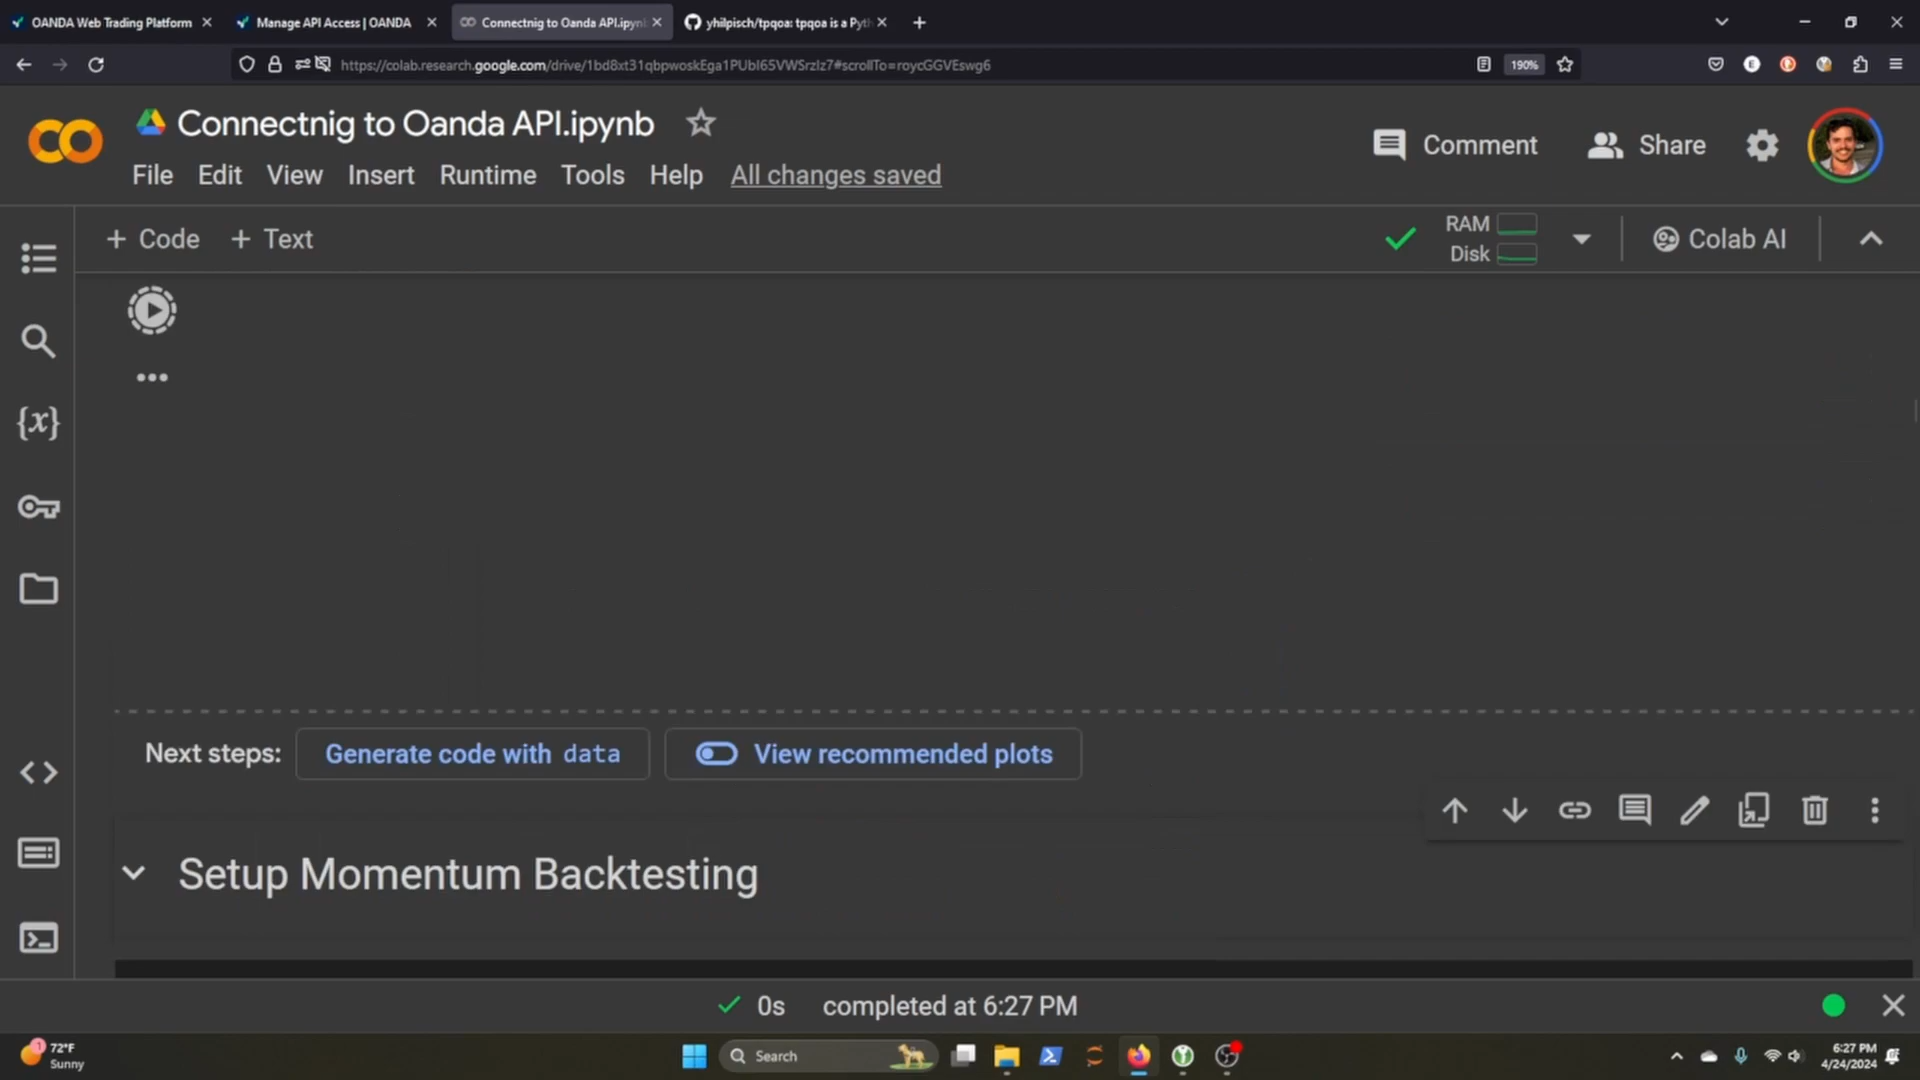 OANDA Web Trading Platform
Manage API Access | OANDA
Connectnig to Oanda API.ipynb
yhilpisch/tpqoa: tpqoa is a Pyth
https://colab.research.google.com/drive/1bd8xt31qbpwoskEga1PUbI65VWSrzIz7#scrollTo=roycGGVEswg6
190%
E
CO
Connectnig to Oanda API.ipynb
Comment
Share
File Edit View Insert Runtime Tools Help All changes saved
+ Code + Text
RAM
Disk
Colab AI
{x}
Next steps: Generate code with data View recommended plots
Setup Momentum Backtesting
0s completed at 6:27 PM
1
72°F
Sunny
Search
6:27 PM
4/24/2024